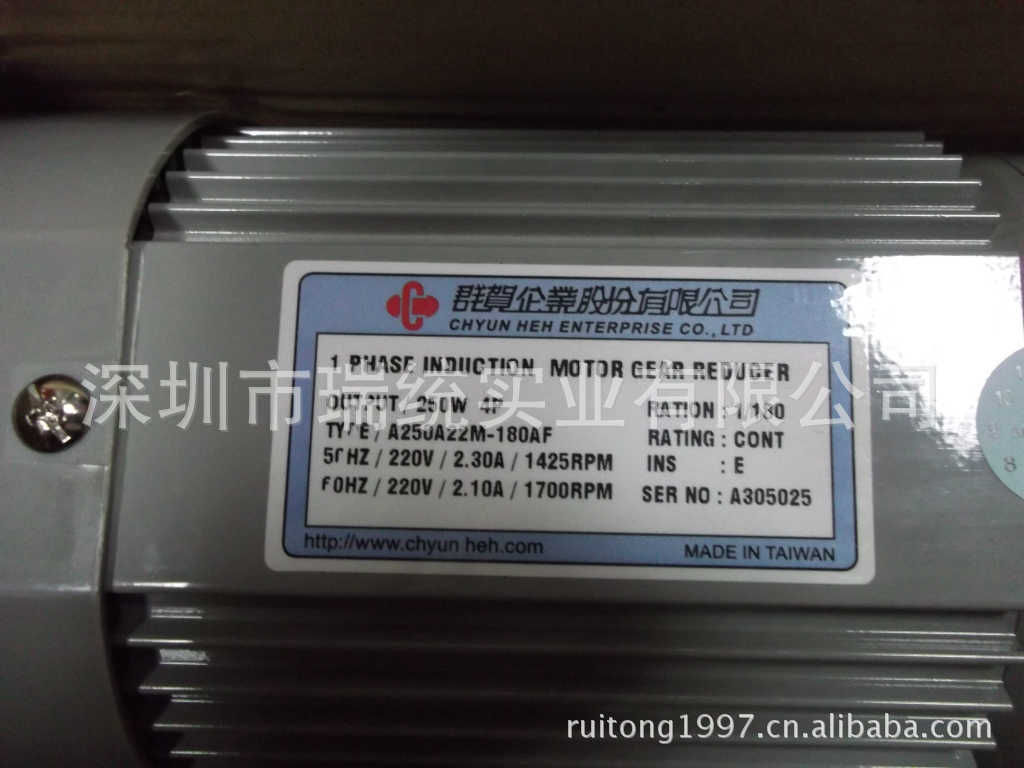 群賀企業股份有限公司
CHYUN HEH ENTERPRISE CO., LTD
1 PHASE INDUCTION MOTOR GEAR REDUCER
OUTPUT : 250W 4P RATION : 1/180
TYPE / A250A22M-180AF RATING : CONT
50HZ / 220V / 2.30A / 1425RPM INS : E
60HZ / 220V / 2.10A / 1700RPM SER NO : A305025
http://www.chyun heh.com MADE IN TAIWAN
深圳市瑞统实业有限公司
ruitong1997.cn.alibaba.com